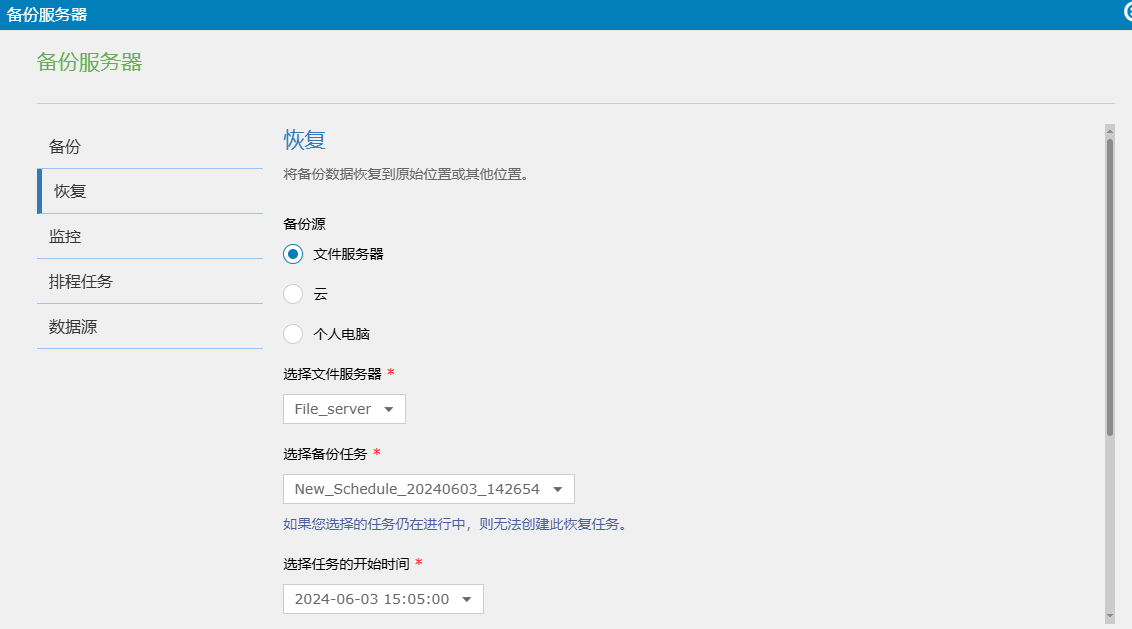 备份服务器
备份服务器
备份
恢复
监控
排程任务
数据源
恢复
将备份数据恢复到原始位置或其他位置。
备份源
文件服务器
云
个人电脑
选择文件服务器 *
File_server
选择备份任务 *
New_Schedule_20240603_142654
如果您选择的任务仍在进行中，则无法创建此恢复任务。
选择任务的开始时间 *
2024-06-03 15:05:00